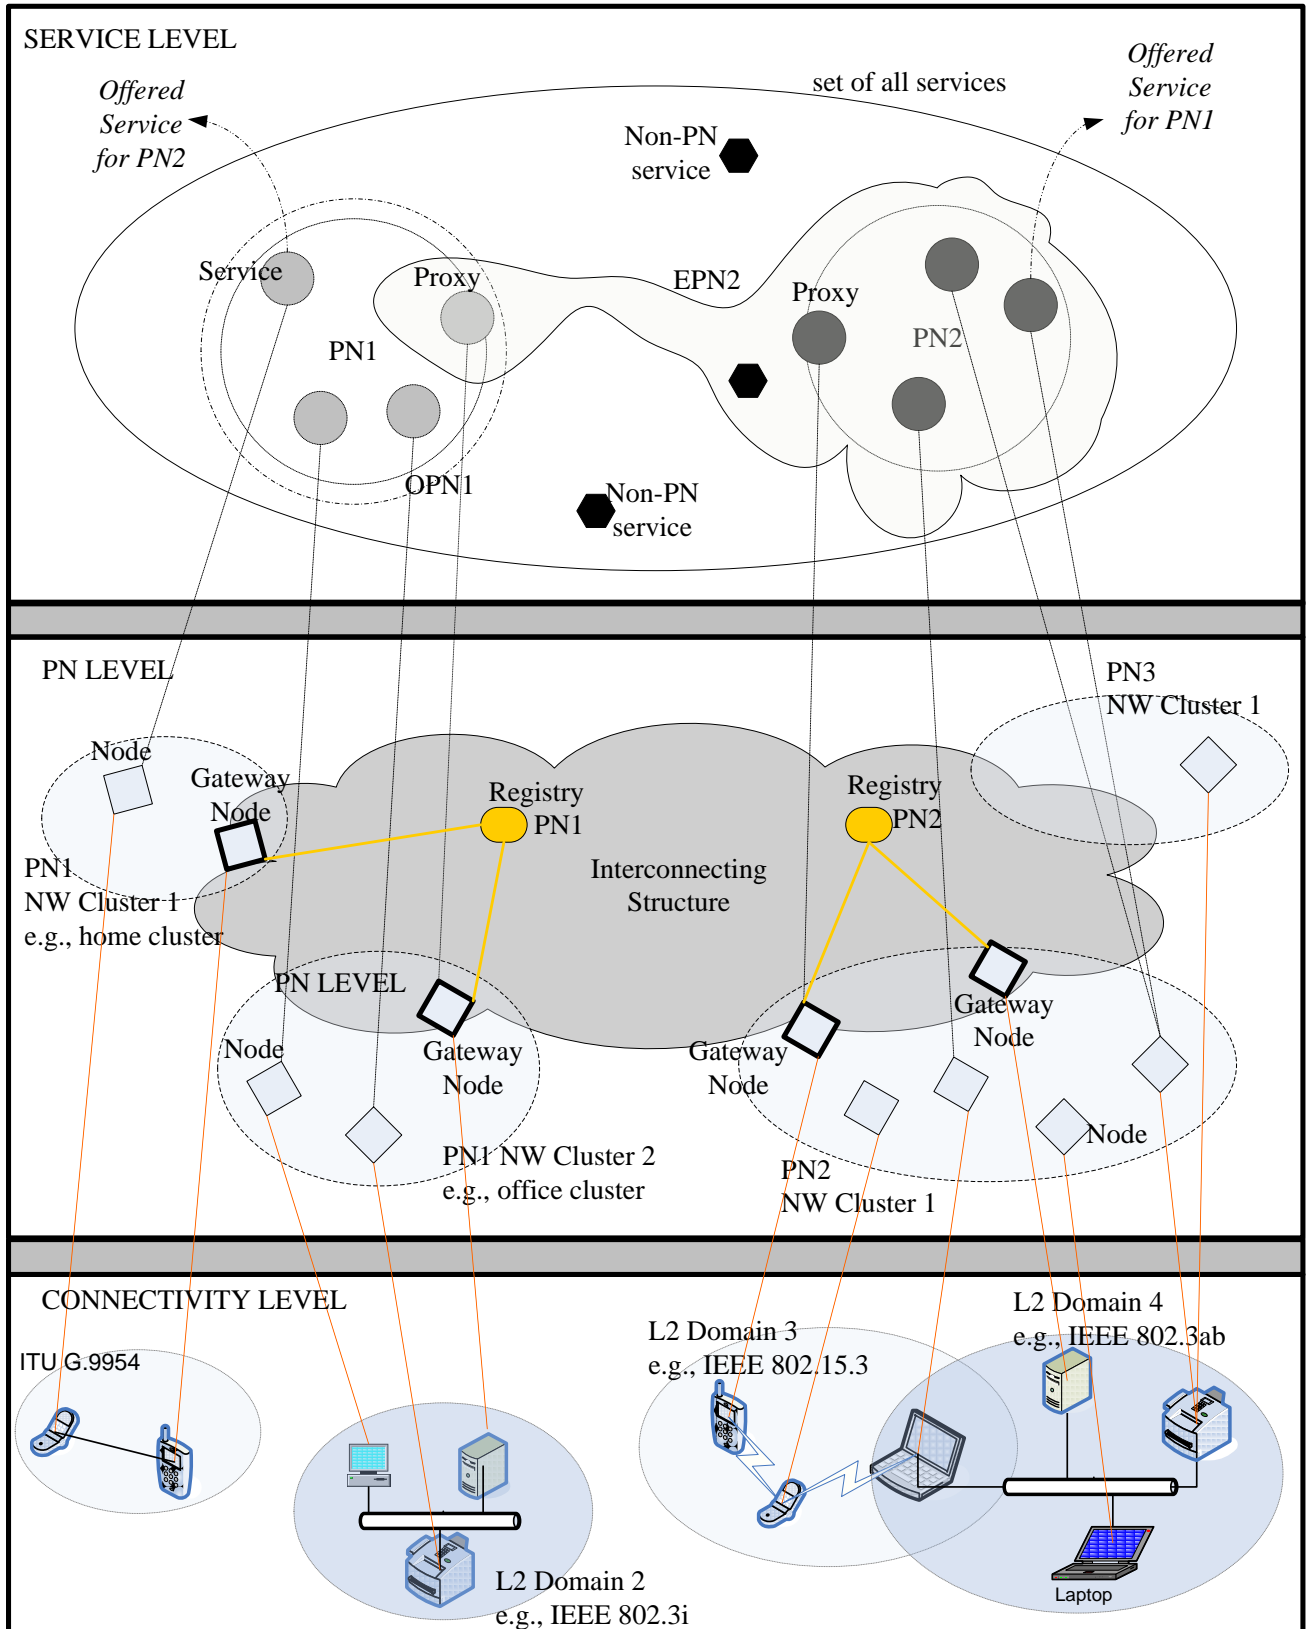 SERVICE LEVEL
Offered
Service
for PN2
set of all services
Offered
Service
for PN1
Non-PN
service
Service
Proxy
EPN2
Proxy
PN1
PN2
OPN1
Non-PN
service
PN LEVEL
PN3
NW Cluster 1
Node
Gateway
Node
Registry
PN1
Registry
PN2
Interconnecting
Structure
PN1
NW Cluster 1
e.g., home cluster
PN LEVEL
Node
Gateway
Node
Gateway
Node
Gateway
Node
Node
PN1 NW Cluster 2
e.g., office cluster
PN2
NW Cluster 1
CONNECTIVITY LEVEL
ITU G.9954
L2 Domain 3
e.g., IEEE 802.15.3
L2 Domain 4
e.g., IEEE 802.3ab
L2 Domain 2
e.g., IEEE 802.3i
Laptop